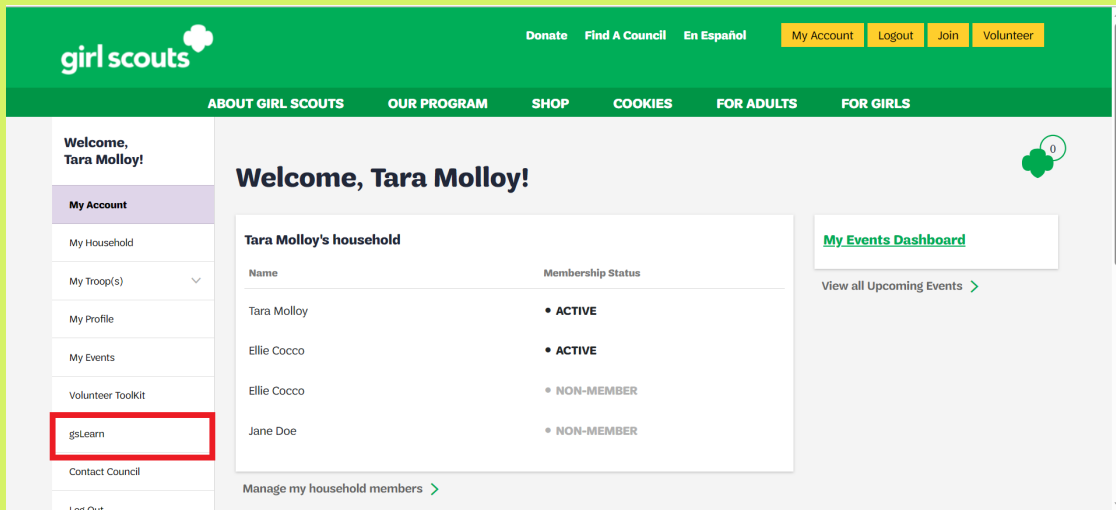 girl scouts
Donate Find A Council En Español My Account Logout Join Volunteer
ABOUT GIRL SCOUTS OUR PROGRAM SHOP COOKIES FOR ADULTS FOR GIRLS
Welcome,
Tara Molloy!
My Account
My Household
My Troop(s)
My Profile
My Events
Volunteer ToolKit
gsLearn
Contact Council
Log Out
0
Welcome, Tara Molloy!
Tara Molloy's household
Name Membership Status
Tara Molloy • ACTIVE
Ellie Cocco • ACTIVE
Ellie Cocco • NON-MEMBER
Jane Doe • NON-MEMBER
Manage my household members
My Events Dashboard
View all Upcoming Events